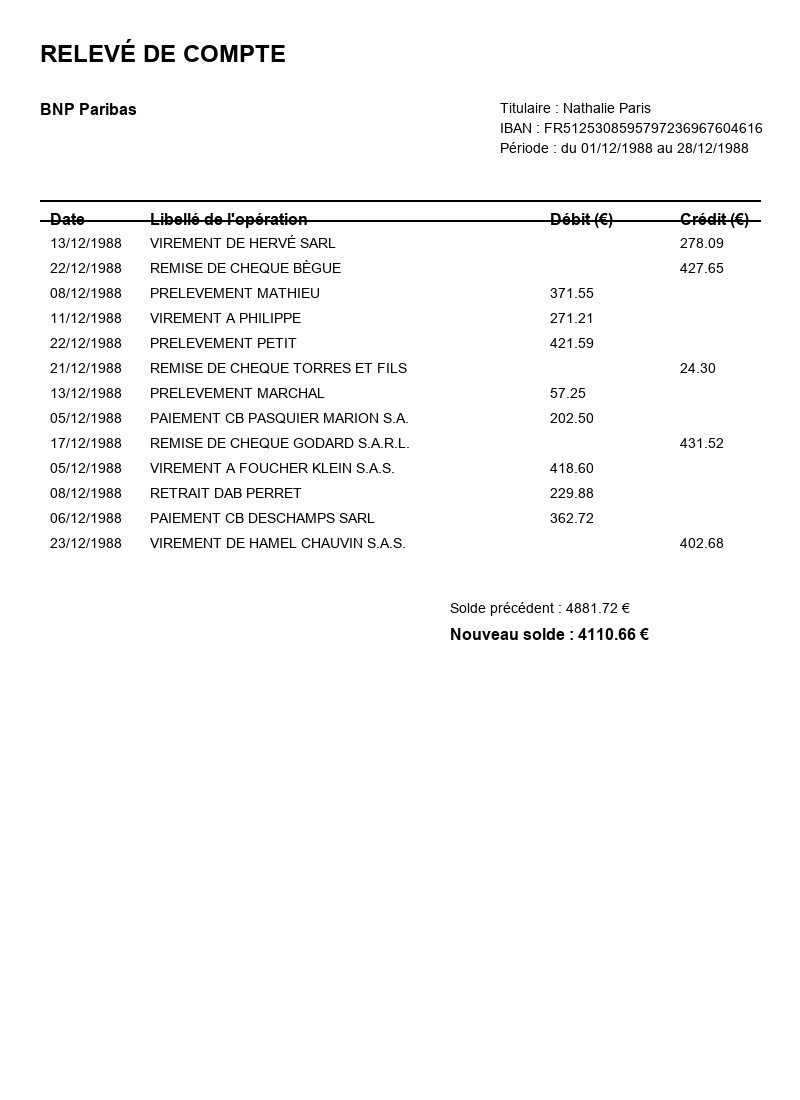 RELEVÉ DE COMPTE
BNP Paribas
Titulaire : Nathalie Paris
IBAN : FR5125308595797236967604616
Période : du 01/12/1988 au 28/12/1988
Date Libellé de l'opération Débit (€) Crédit (€)
13/12/1988 VIREMENT DE HERVÉ SARL 278.09
22/12/1988 REMISE DE CHEQUE BÈGUE 427.65
08/12/1988 PRELEVEMENT MATHIEU 371.55
11/12/1988 VIREMENT A PHILIPPE 271.21
22/12/1988 PRELEVEMENT PETIT 421.59
21/12/1988 REMISE DE CHEQUE TORRES ET FILS 24.30
13/12/1988 PRELEVEMENT MARCHAL 57.25
05/12/1988 PAIEMENT CB PASQUIER MARION S.A. 202.50
17/12/1988 REMISE DE CHEQUE GODARD S.A.R.L. 431.52
05/12/1988 VIREMENT A FOUCHER KLEIN S.A.S. 418.60
08/12/1988 RETRAIT DAB PERRET 229.88
06/12/1988 PAIEMENT CB DESCHAMPS SARL 362.72
23/12/1988 VIREMENT DE HAMEL CHAUVIN S.A.S. 402.68
Solde précédent : 4881.72 €
Nouveau solde : 4110.66 €